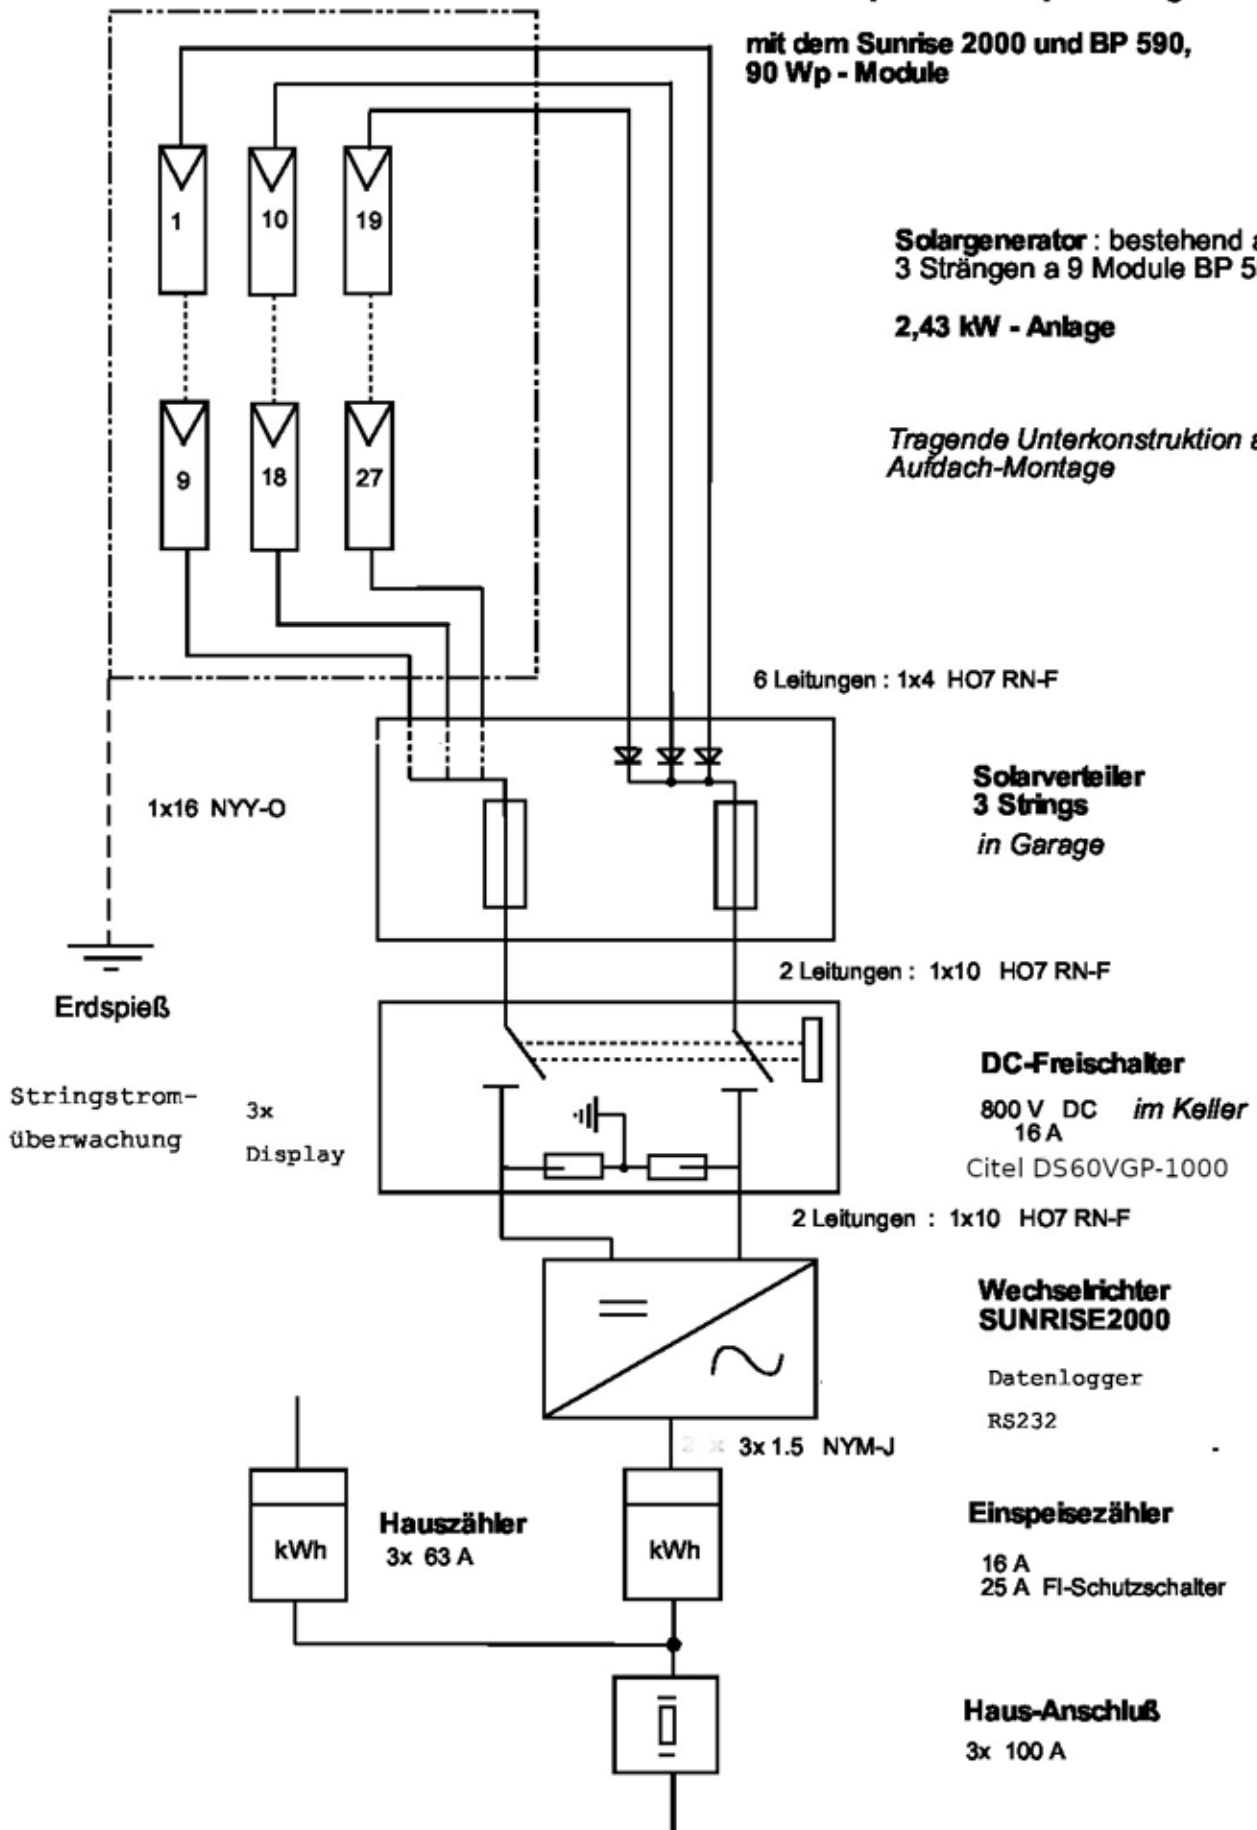 mit dem Sunrise 2000 und BP 590,
90 Wp - Module
1
10
19
Solargenerator : bestehend
3 Strängen a 9 Module BP
2,43 kW - Anlage
Tragende Unterkonstruktion
Aufdach-Montage
9
18
27
6 Leitungen : 1x4 HO7 RN-F
Solarverteiler
3 Strings
in Garage
1x16 NYY-O
2 Leitungen : 1x10 HO7 RN-F
Erdspieß
DC-Freischalter
800 V DC im Keller
16 A
Citel DS60VGP-1000
Stringstrom-
überwachung
3x
Display
2 Leitungen : 1x10 HO7 RN-F
Wechselrichter
SUNRISE2000
Datenlogger
RS232
3x 1.5 NYM-J
Hauszähler
3x 63 A
kWh
kWh
Einspeisezähler
16 A
25 A FI-Schutzschalter
Haus-Anschluß
3x 100 A